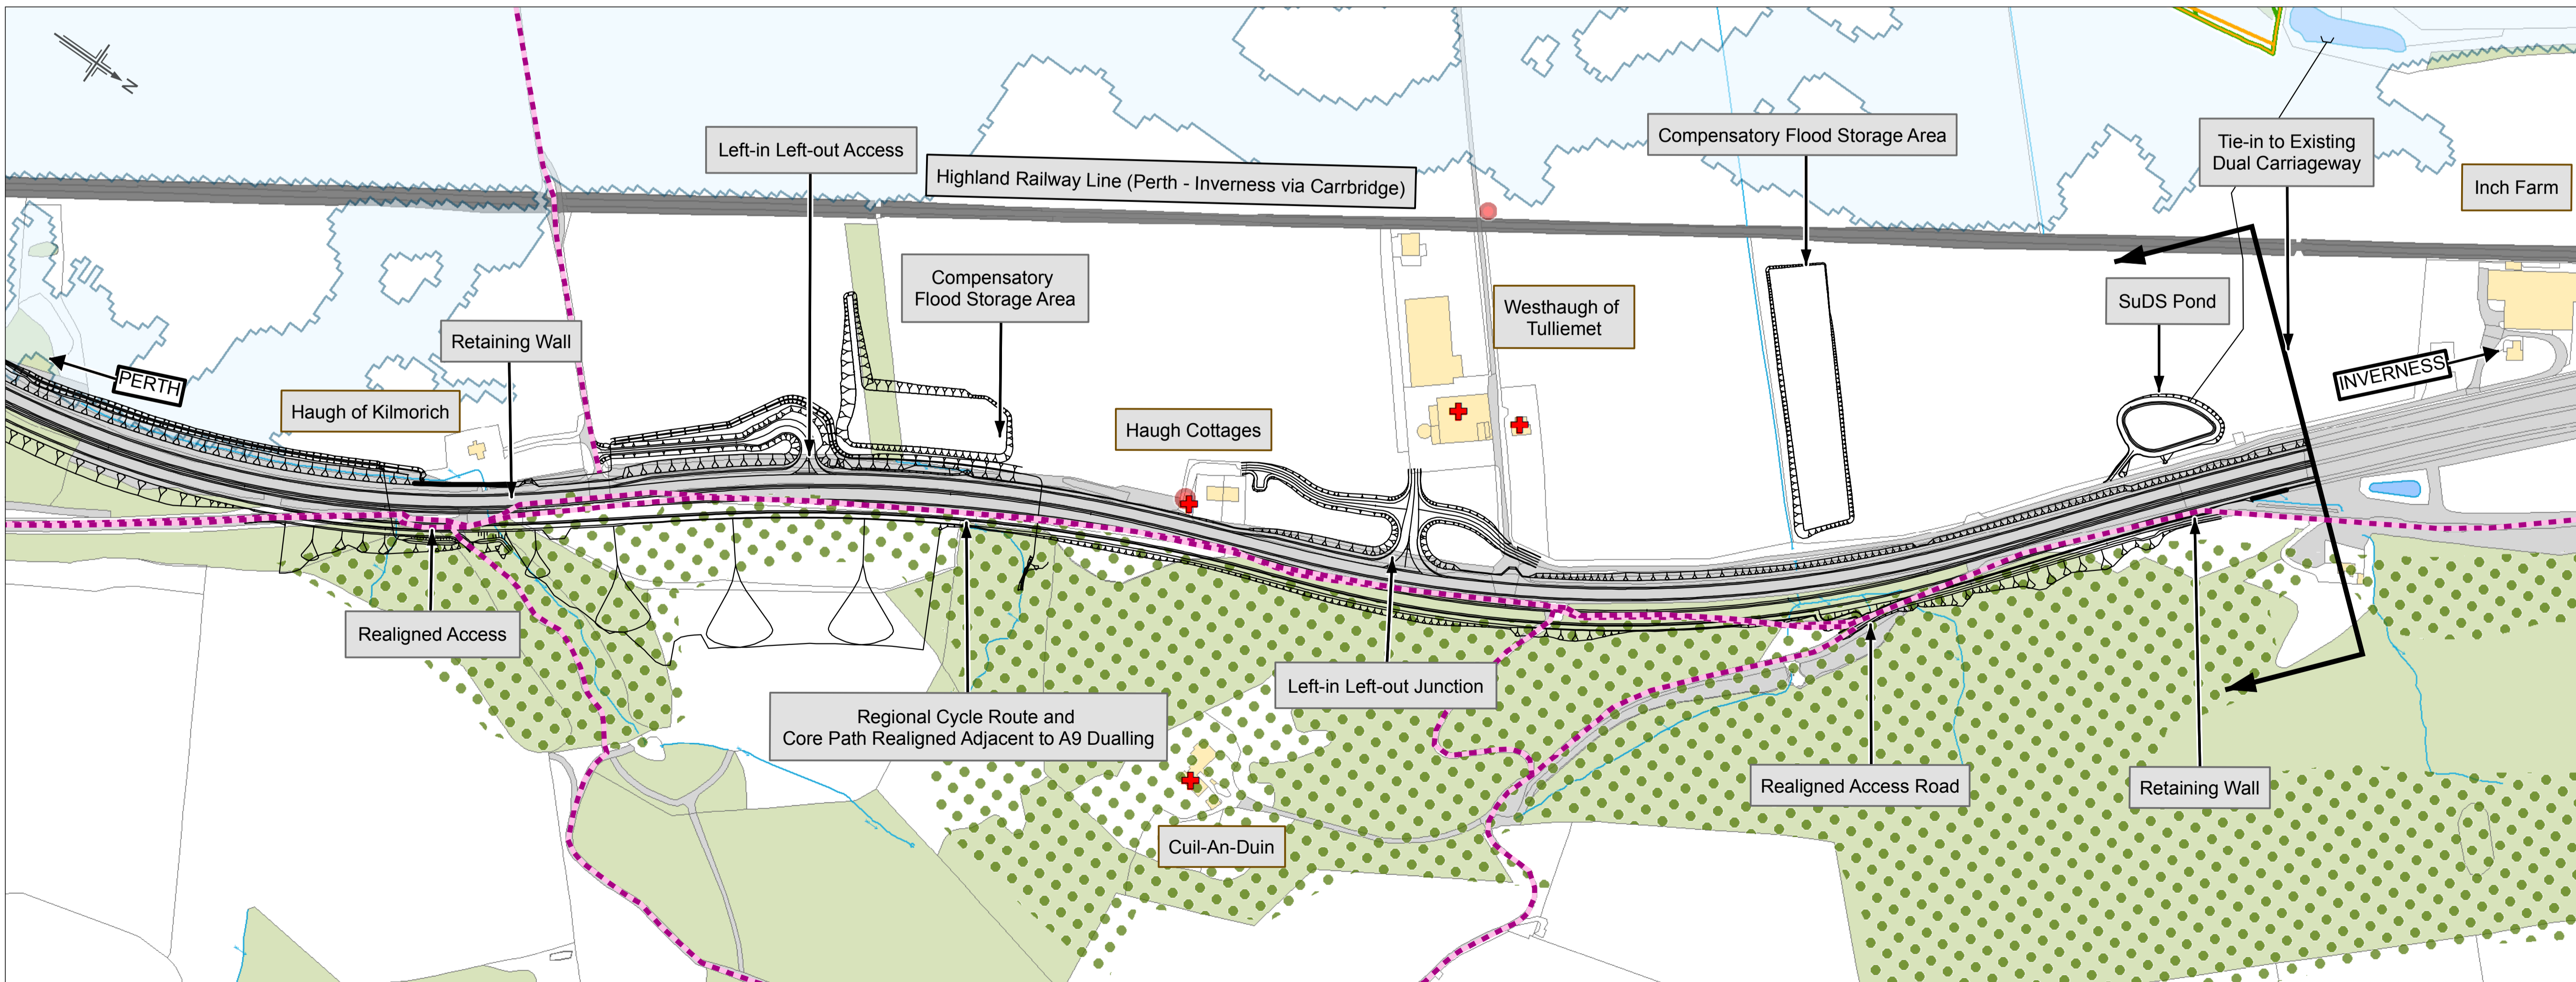 N
Left-in Left-out Access
Highland Railway Line (Perth - Inverness via Carrbridge)
Compensatory Flood Storage Area
Tie-in to Existing
Dual Carriageway
Inch Farm
Compensatory
Flood Storage Area
Westhaugh of
Tulliemet
SuDS Pond
Retaining Wall
PERTH
INVERNESS
Haugh of Kilmorich
Haugh Cottages
Realigned Access
Left-in Left-out Junction
Regional Cycle Route and
Core Path Realigned Adjacent to A9 Dualling
Realigned Access Road
Retaining Wall
Cuil-An-Duin